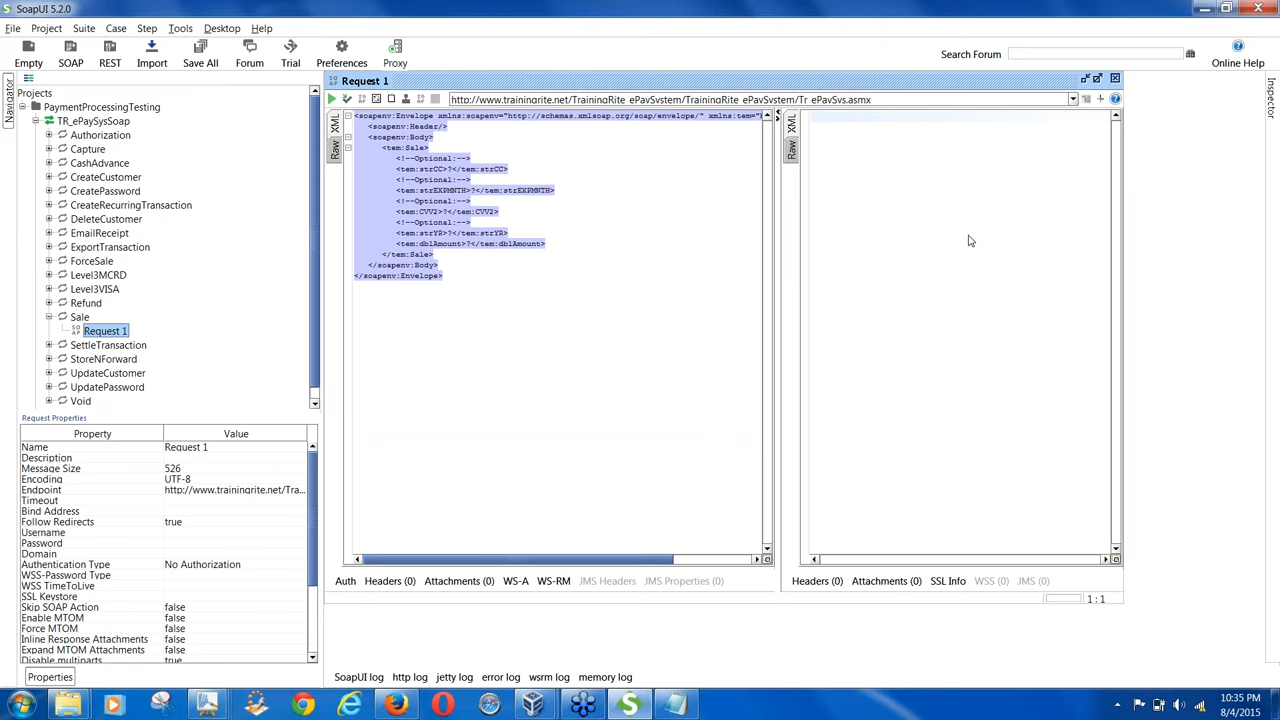 SoapUI 5.2.0
File Project Suite Case Step Tools Desktop Help
Empty SOAP REST Import Save All Forum Trial Preferences Proxy Search Forum Online Help
Navigator
Projects
PaymentProcessingTesting
TR_ePaySysSoap
Authorization
Capture
CashAdvance
CreateCustomer
CreatePassword
CreateRecurringTransaction
DeleteCustomer
EmailReceipt
ExportTransaction
ForceSale
Level3MCRD
Level3VISA
Refund
Sale
Request 1
SettleTransaction
StoreNForward
UpdateCustomer
UpdatePassword
Void
Request Properties
Property Value
Name Request 1
Description
Message Size 526
Encoding UTF-8
Endpoint http://www.trainingrite.net/Tra...
Timeout
Bind Address
Follow Redirects true
Username
Password
Domain
Authentication Type No Authorization
WSS-Password Type
WSS TimeToLive
SSL Keystore
Skip SOAP Action false
Enable MTOM false
Force MTOM false
Inline Response Attachments false
Expand MTOM Attachments false
Disable multiparts true
Properties
Request 1
http://www.trainingrite.net/TrainingRite_ePaySystem/TrainingRite_ePaySystem/Tr_ePaySys.asmx
XML
Raw
<soapenv:Envelope xmlns:soapenv="http://schemas.xmlsoap.org/soap/envelope/" xmlns:tem="
<soapenv:Header/>
<soapenv:Body>
<tem:Sale>
<!--Optional:-->
<tem:strCC>?</tem:strCC>
<!--Optional:-->
<tem:strEXPMNTH>?</tem:strEXPMNTH>
<!--Optional:-->
<tem:CVV2>?</tem:CVV2>
<!--Optional:-->
<tem:strYR>?</tem:strYR>
<tem:dblAmount>?</tem:dblAmount>
</tem:Sale>
</soapenv:Body>
</soapenv:Envelope>
XML
Raw
Auth Headers (0) Attachments (0) WS-A WS-RM JMS Headers JMS Properties (0)
Headers (0) Attachments (0) SSL Info WSS (0) JMS (0)
1 : 1
Inspector
SoapUI log http log jetty log error log wsrm log memory log
10:35 PM
8/4/2015